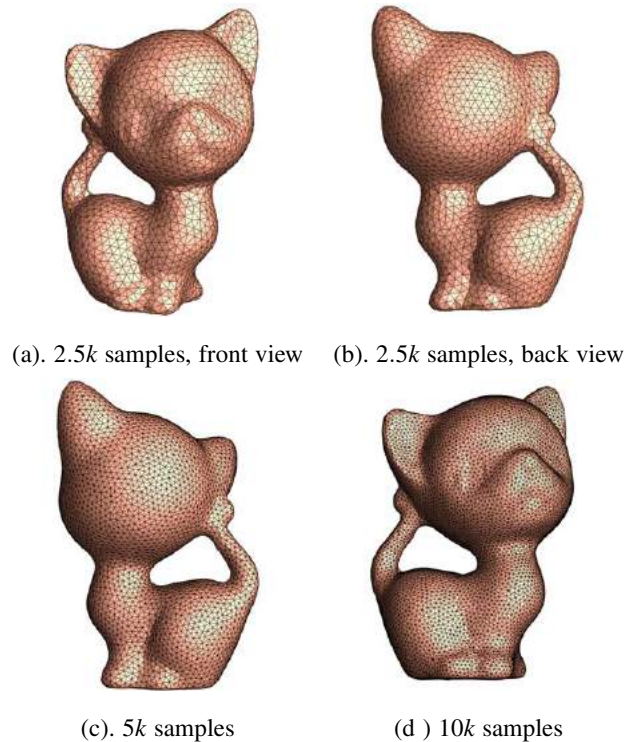 (a). 2.5k samples, front view
(b). 2.5k samples, back view
(c). 5k samples
(d ) 10k samples